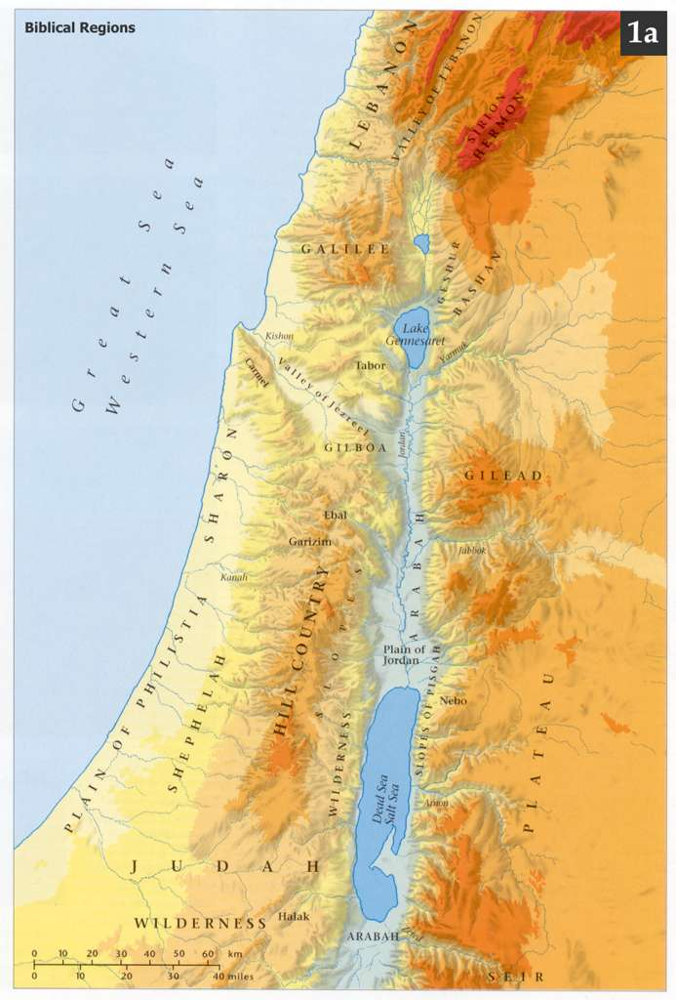 Biblical Regions
1a
LEBANON
VALLEY OF LEBANON
SIRION
HERMON
Great Sea
Western Sea
GALILEE
GESHUR
BASHAN
Lake
Gennesaret
Kishon
Yarmuk
Tabor
Carmel
Valley of Jezreel
GILBOA
Jordan
SHARON
GILEAD
Ebal
Garizim
Jabbok
Kanah
ARABAH
HILL COUNTRY
SLOPES
PLAIN OF PHILISTIA
SHEPHELAH
Plain of
Jordan
SLOPES OF PISGAH
Nebo
PLATEAU
WILDERNESS
Dead Sea
Salt Sea
Arnon
JUDAH
WILDERNESS
Halak
ARABAH
SEIR
0 10 20 30 40 50 60 km
0 10 20 30 40 miles